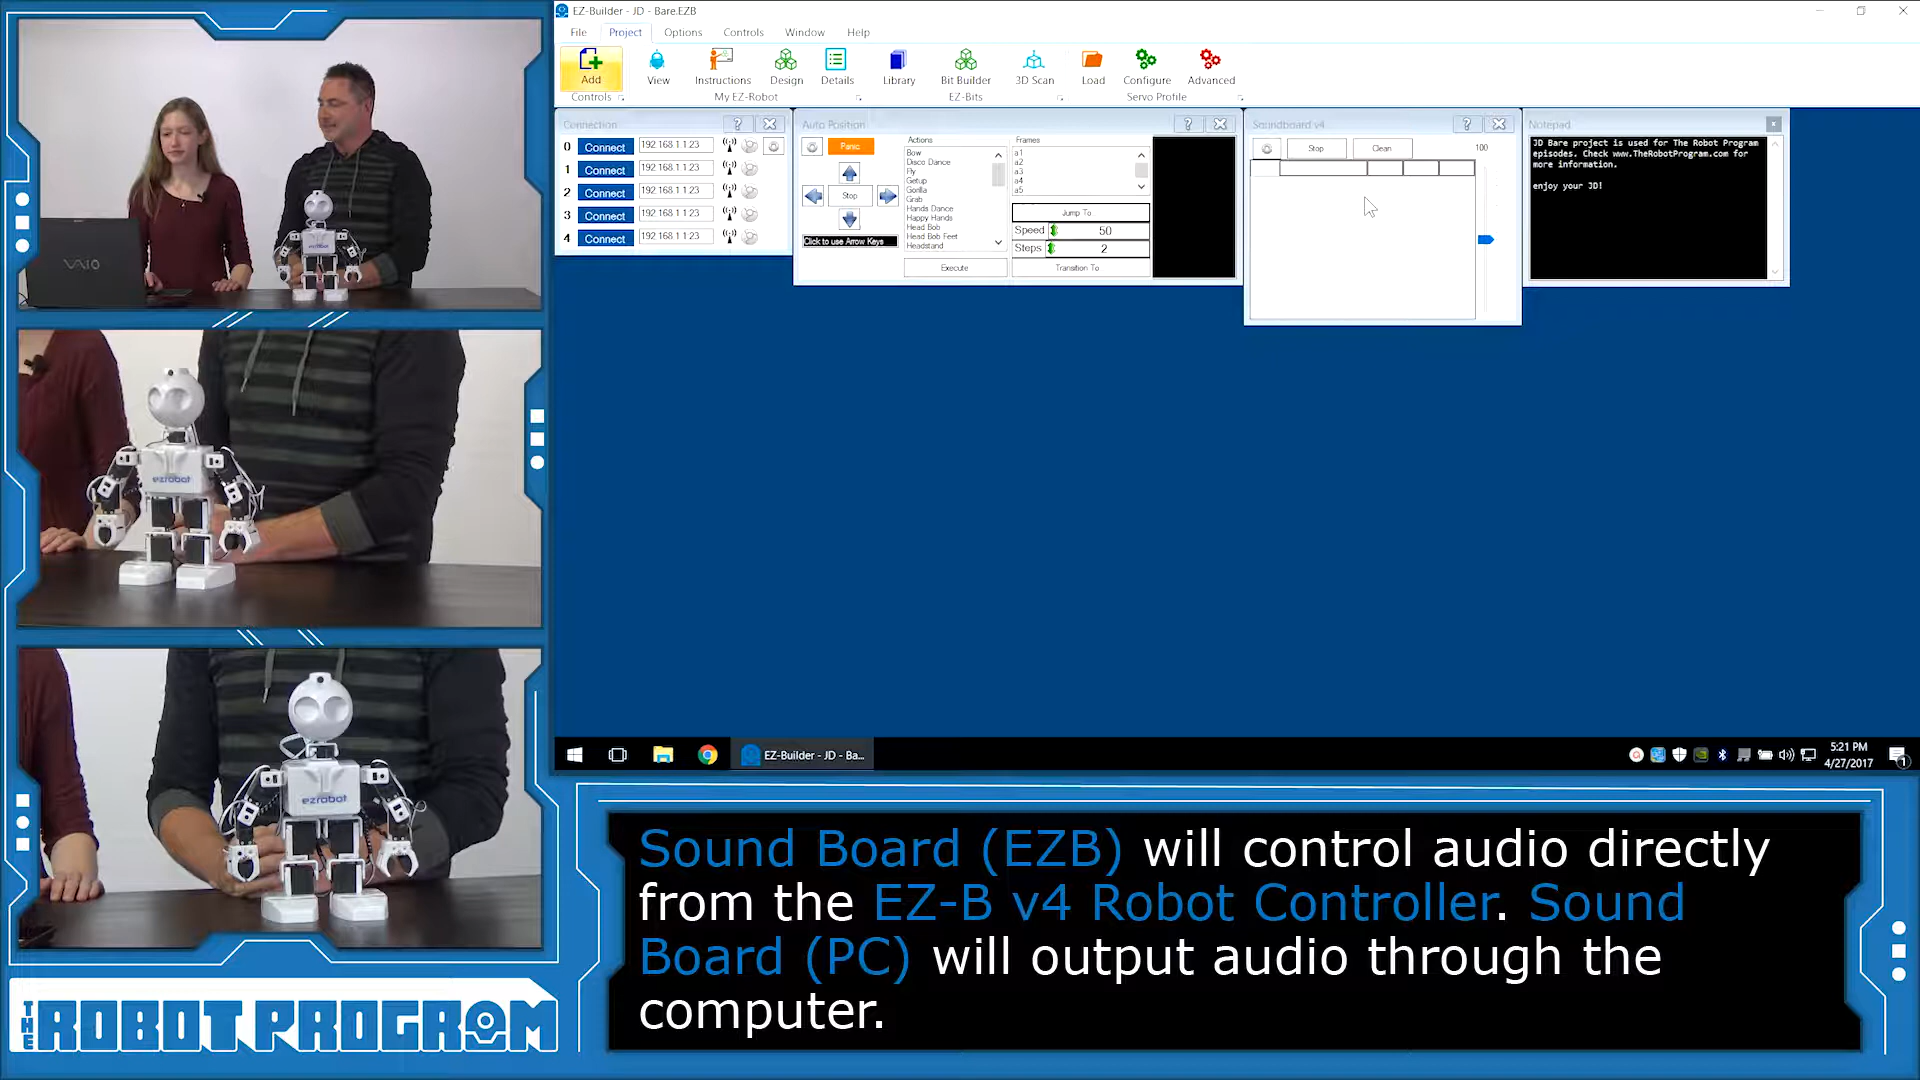 EZ-Builder - JD - Bare.EZB
File Project Options Controls Window Help
Add View Instructions Design Details Library Bit Builder 3D Scan Load Configure Advanced
Controls My EZ-Robot EZ-Bits Servo Profile
Connection
0 Connect 192.168.1.1:23
1 Connect 192.168.1.1:23
2 Connect 192.168.1.1:23
3 Connect 192.168.1.1:23
4 Connect 192.168.1.1:23
Auto Position
Panic
Stop
Click to use Arrow Keys
Actions
Bow
Disco Dance
Fly
Getup
Gorilla
Grab
Hands Dance
Happy Hands
Head Bob
Head Bob Feet
Headstand
Execute
Frames
a1
a2
a3
a4
a5
Jump To
Speed 50
Steps 2
Transition To
Soundboard v4
Stop Clean 100
Notepad
JD Bare project is used for The Robot Program
episodes. Check www.TheRobotProgram.com for
more information.
enjoy your JD!
VAIO
ezrobot
ezrobot
ezrobot
EZ-Builder - JD - Ba...
5:21 PM
4/27/2017
1
Sound Board (EZB) will control audio directly
from the EZ-B v4 Robot Controller. Sound
Board (PC) will output audio through the
computer.
THE ROBOT PROGRAM